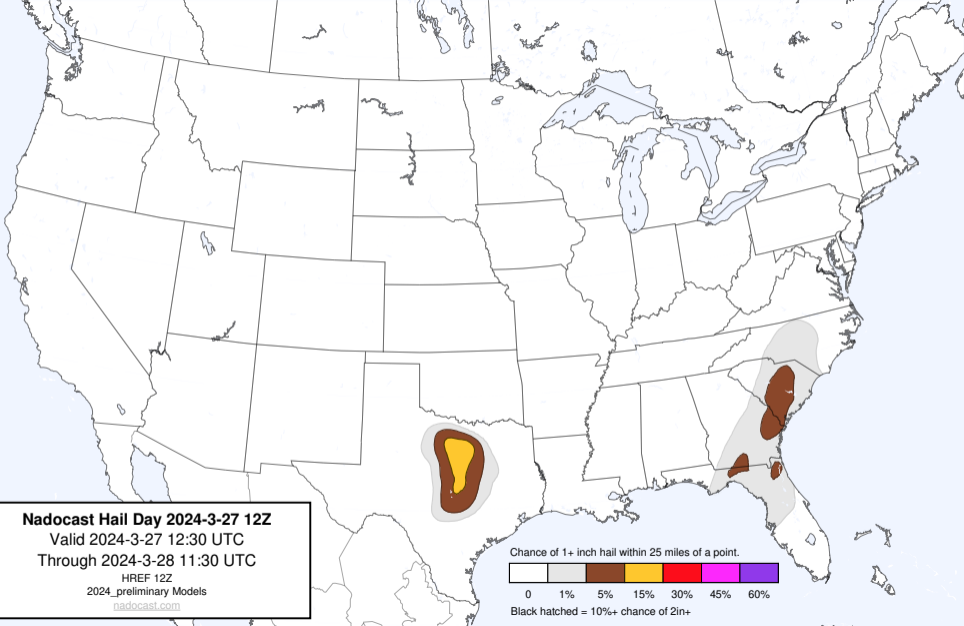 Nadocast Hail Day 2024-3-27 12Z
Valid 2024-3-27 12:30 UTC
Through 2024-3-28 11:30 UTC
HREF 12Z
2024_preliminary Models
nadocast.com
Chance of 1+ inch hail within 25 miles of a point.
0 1% 5% 15% 30% 45% 60%
Black hatched = 10%+ chance of 2in+